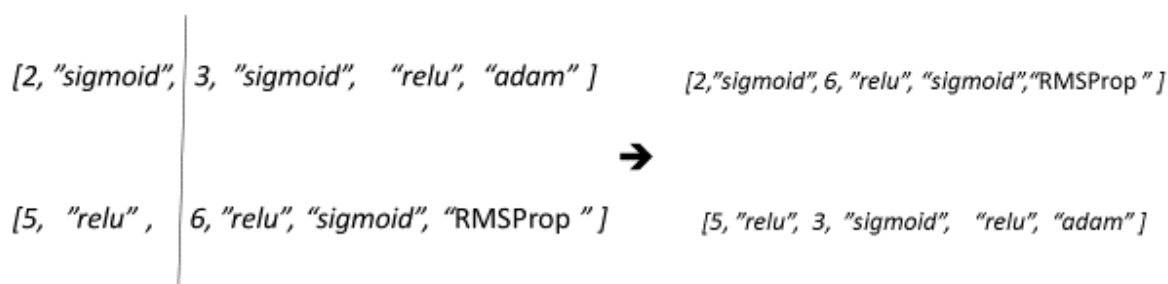 [2, ”sigmoid”, 3, “sigmoid”, “relu”, “adam” ]
[2,”sigmoid”, 6, “relu”, “sigmoid”,“RMSProp ” ]
➔
[5, ”relu” , 6, ”relu”, “sigmoid”, “RMSProp ” ]
[5, ”relu”, 3, ”sigmoid”, “relu”, “adam” ]